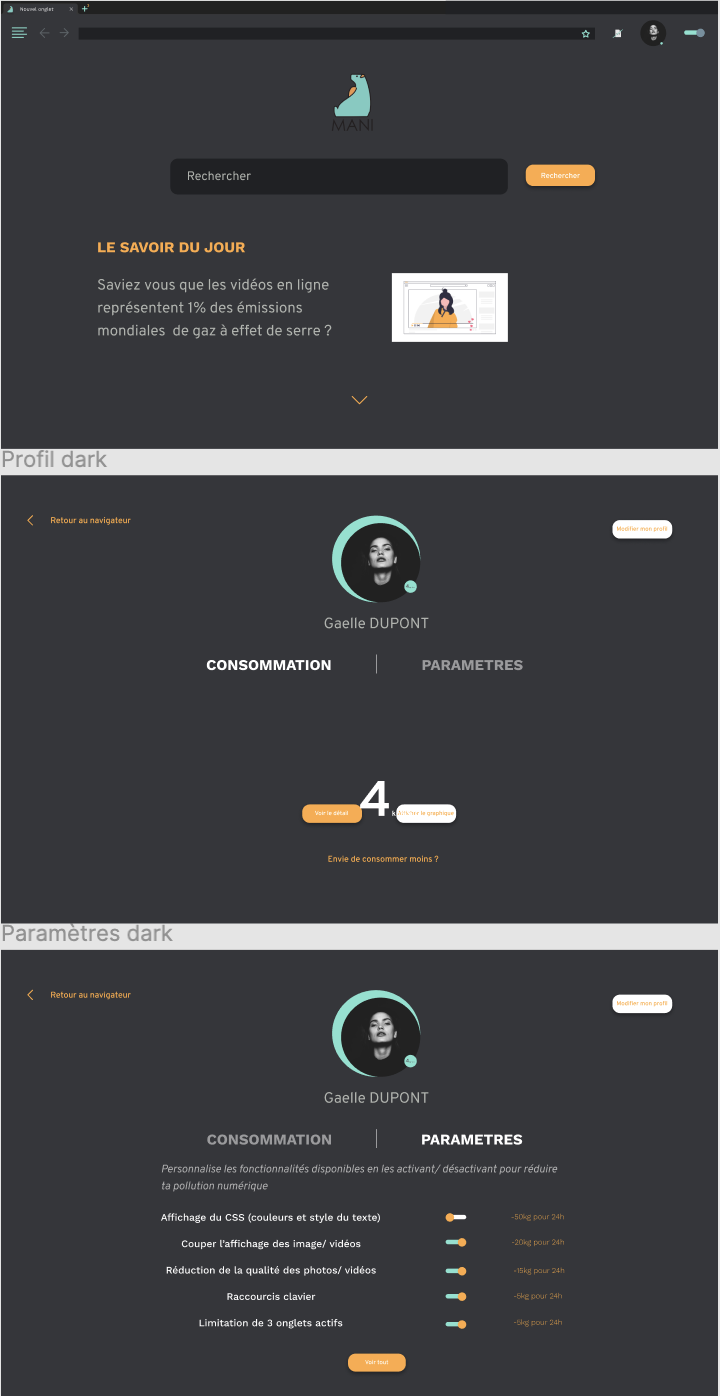 Nouvel onglet
MANI
Rechercher
Rechercher
LE SAVOIR DU JOUR
Saviez vous que les vidéos en ligne
représentent 1% des émissions
mondiales de gaz à effet de serre ?
Profil dark
Retour au navigateur
Modifier mon profil
Gaelle DUPONT
CONSOMMATION
PARAMETRES
4
Voir le détail
Afficher le graphique
Envie de consommer moins ?
Paramètres dark
Retour au navigateur
Modifier mon profil
Gaelle DUPONT
CONSOMMATION
PARAMETRES
Personnalise les fonctionnalités disponibles en les activant/ désactivant pour réduire
ta pollution numérique
Affichage du CSS (couleurs et style du texte)
-50kg pour 24h
Couper l'affichage des image/ vidéos
-20kg pour 24h
Réduction de la qualité des photos/ vidéos
-15kg pour 24h
Raccourcis clavier
-5kg pour 24h
Limitation de 3 onglets actifs
-5kg pour 24h
Voir tout